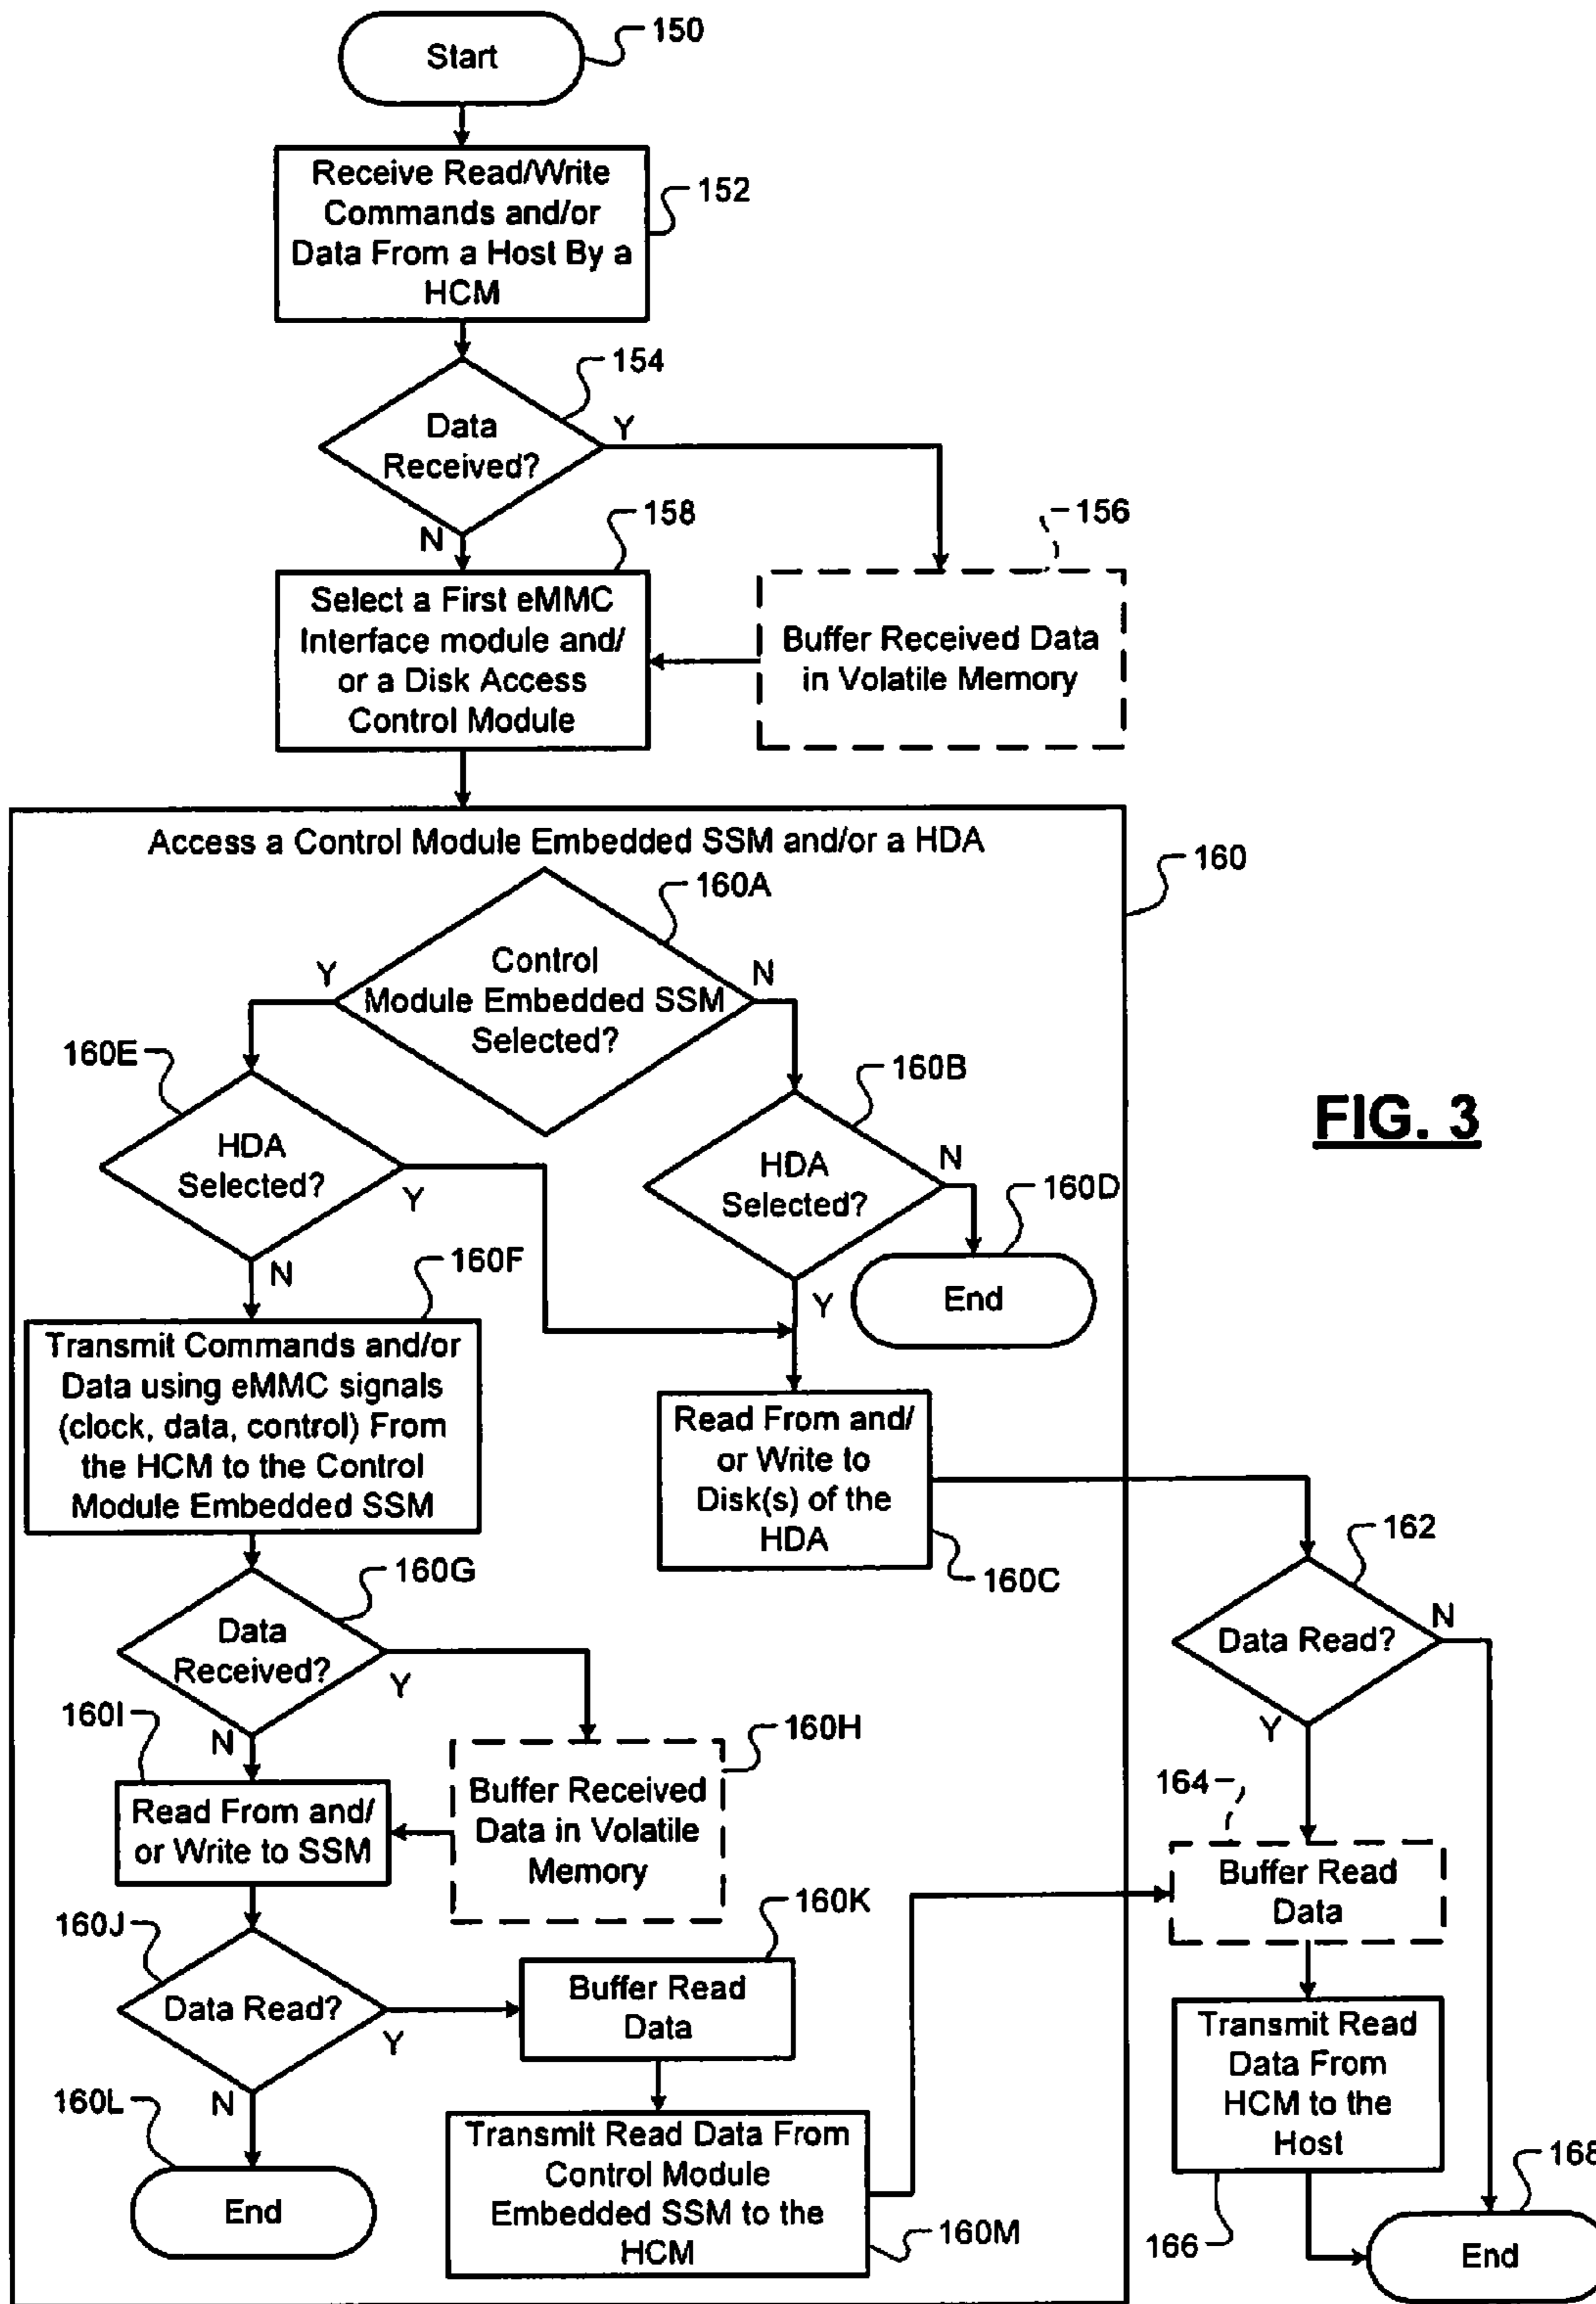 Start
150
Receive Read/Write
Commands and/or
Data From a Host By a
HCM
152
154
Data
Received?
Y
N
158
156
Select a First eMMC
Interface module and/
or a Disk Access
Control Module
Buffer Received Data
in Volatile Memory
Access a Control Module Embedded SSM and/or a HDA
160
160A
Control
Module Embedded SSM
Selected?
Y
N
160E
HDA
Selected?
Y
N
160B
HDA
Selected?
N
Y
160D
End
FIG. 3
160F
Transmit Commands and/or
Data using eMMC signals
(clock, data, control) From
the HCM to the Control
Module Embedded SSM
Read From and/
or Write to
Disk(s) of the
HDA
160C
160G
Data
Received?
Y
N
162
Data Read?
N
Y
160I
Read From and/
or Write to SSM
160H
Buffer Received
Data in Volatile
Memory
164
Buffer Read
Data
160J
Data Read?
Y
N
160K
Buffer Read
Data
Transmit Read
Data From
HCM to the
Host
166
160L
End
Transmit Read Data From
Control Module
Embedded SSM to the
HCM
160M
168
End